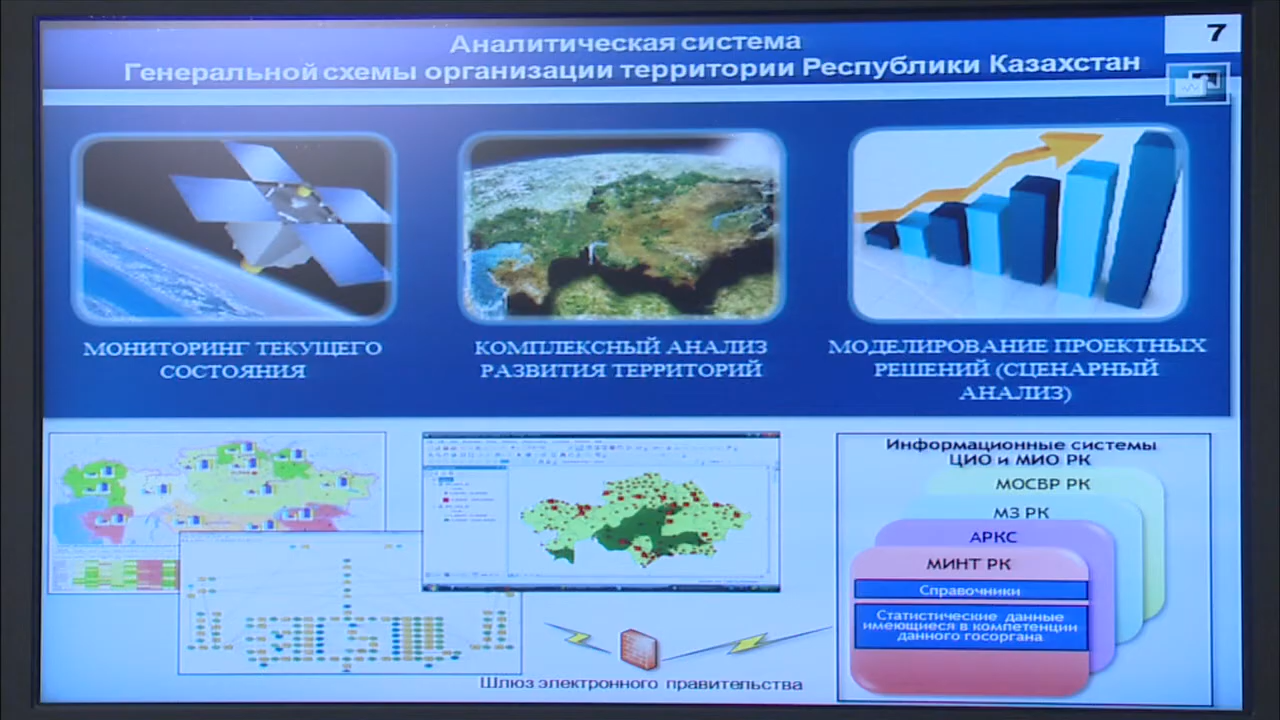 7
Аналитическая система
Генеральной схемы организации территории Республики Казахстан
МОНИТОРИНГ ТЕКУЩЕГО
СОСТОЯНИЯ
КОМПЛЕКСНЫЙ АНАЛИЗ
РАЗВИТИЯ ТЕРРИТОРИЙ
МОДЕЛИРОВАНИЕ ПРОЕКТНЫХ
РЕШЕНИЙ (СЦЕНАРНЫЙ
АНАЛИЗ)
Информационные системы
ЦИО и МИО РК
МОСВР РК
МЗ РК
АРКС
МИНТ РК
Справочники
Статистические данные
имеющиеся в компетенции
данного госоргана
Шлюз электронного правительства